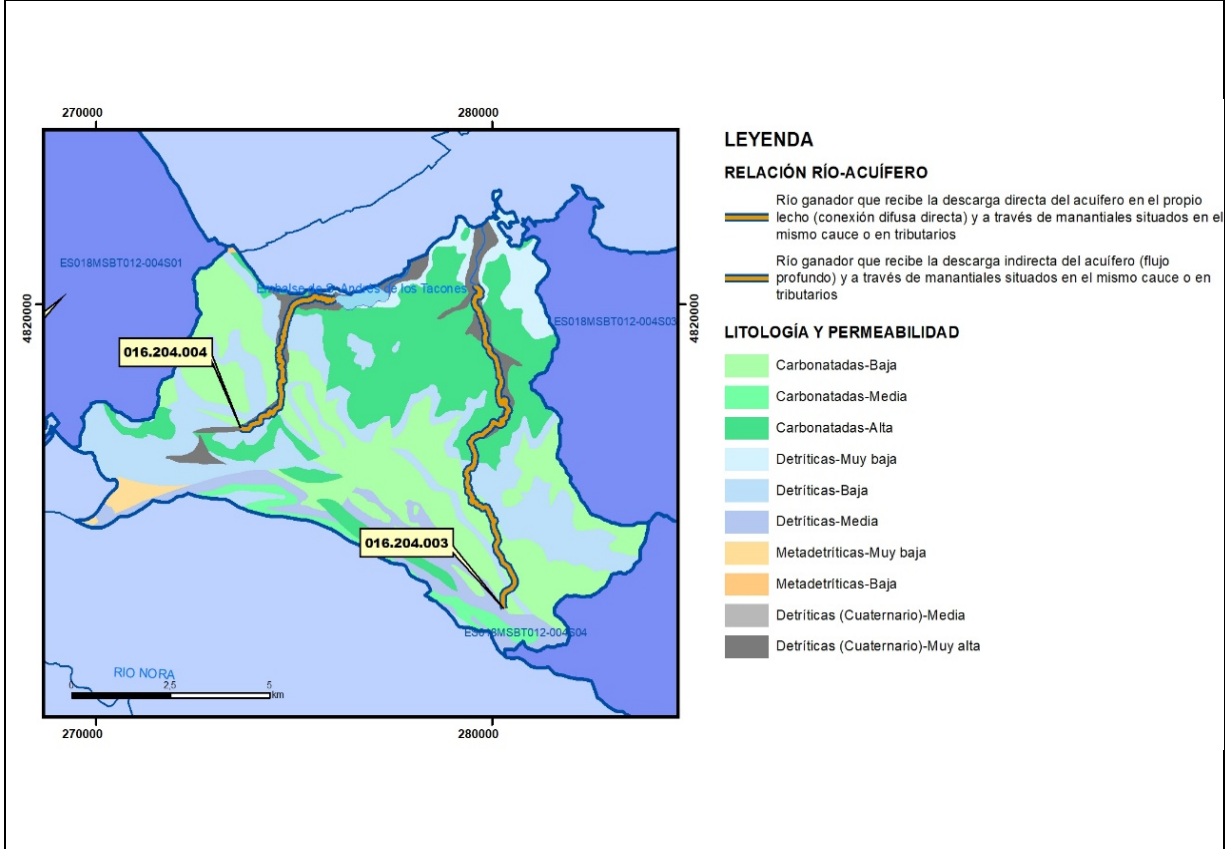 270000
280000
LEYENDA
RELACIÓN RÍO-ACUÍFERO
Río ganador que recibe la descarga directa del acuífero en el propio
lecho (conexión difusa directa) y a través de manantiales situados en el
mismo cauce o en tributarios
Río ganador que recibe la descarga indirecta del acuífero (flujo
profundo) y a través de manantiales situados en el mismo cauce o en
tributarios
LITOLOGÍA Y PERMEABILIDAD
Carbonatadas-Baja
Carbonatadas-Media
Carbonatadas-Alta
Detríticas-Muy baja
Detríticas-Baja
Detríticas-Media
Metadetríticas-Muy baja
Metadetríticas-Baja
Detríticas (Cuaternario)-Media
Detríticas (Cuaternario)-Muy alta
ES018MSBT012-004S01
Embalse de S. Andrés de los Tacones
4820000
4820000
ES018MSBT012-004S03
016.204.004
016.204.003
ES018MSBT012-004S04
RIO NORA
0 2,5 5
km
270000
280000